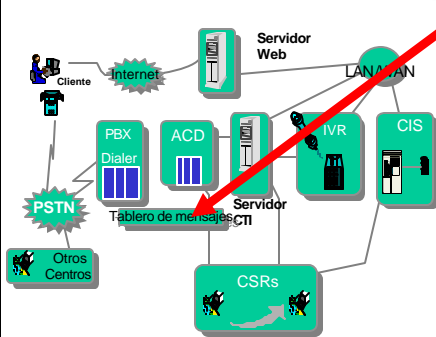 Servidor
Web
LAN/WAN
Internet
Cliente
PBX
Dialer
ACD
IVR
CIS
PSTN
Tablero de mensajes
Servidor
CTI
Otros
Centros
CSRs